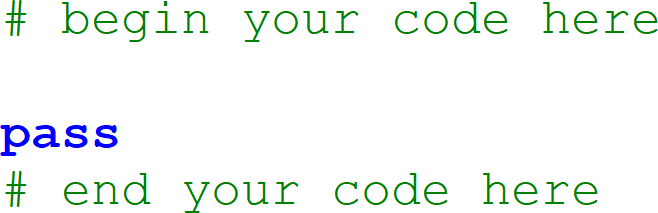 # begin your code here
pass
# end your code here